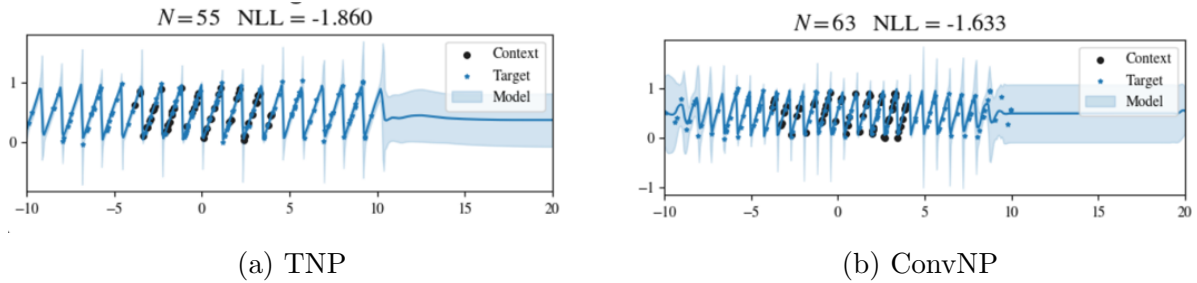 N=55 NLL = -1.860
Context
Target
Model
1
0
-10 -5 0 5 10 15 20
(a) TNP
N=63 NLL = -1.633
Context
Target
Model
1
0
-1
-10 -5 0 5 10 15 20
(b) ConvNP